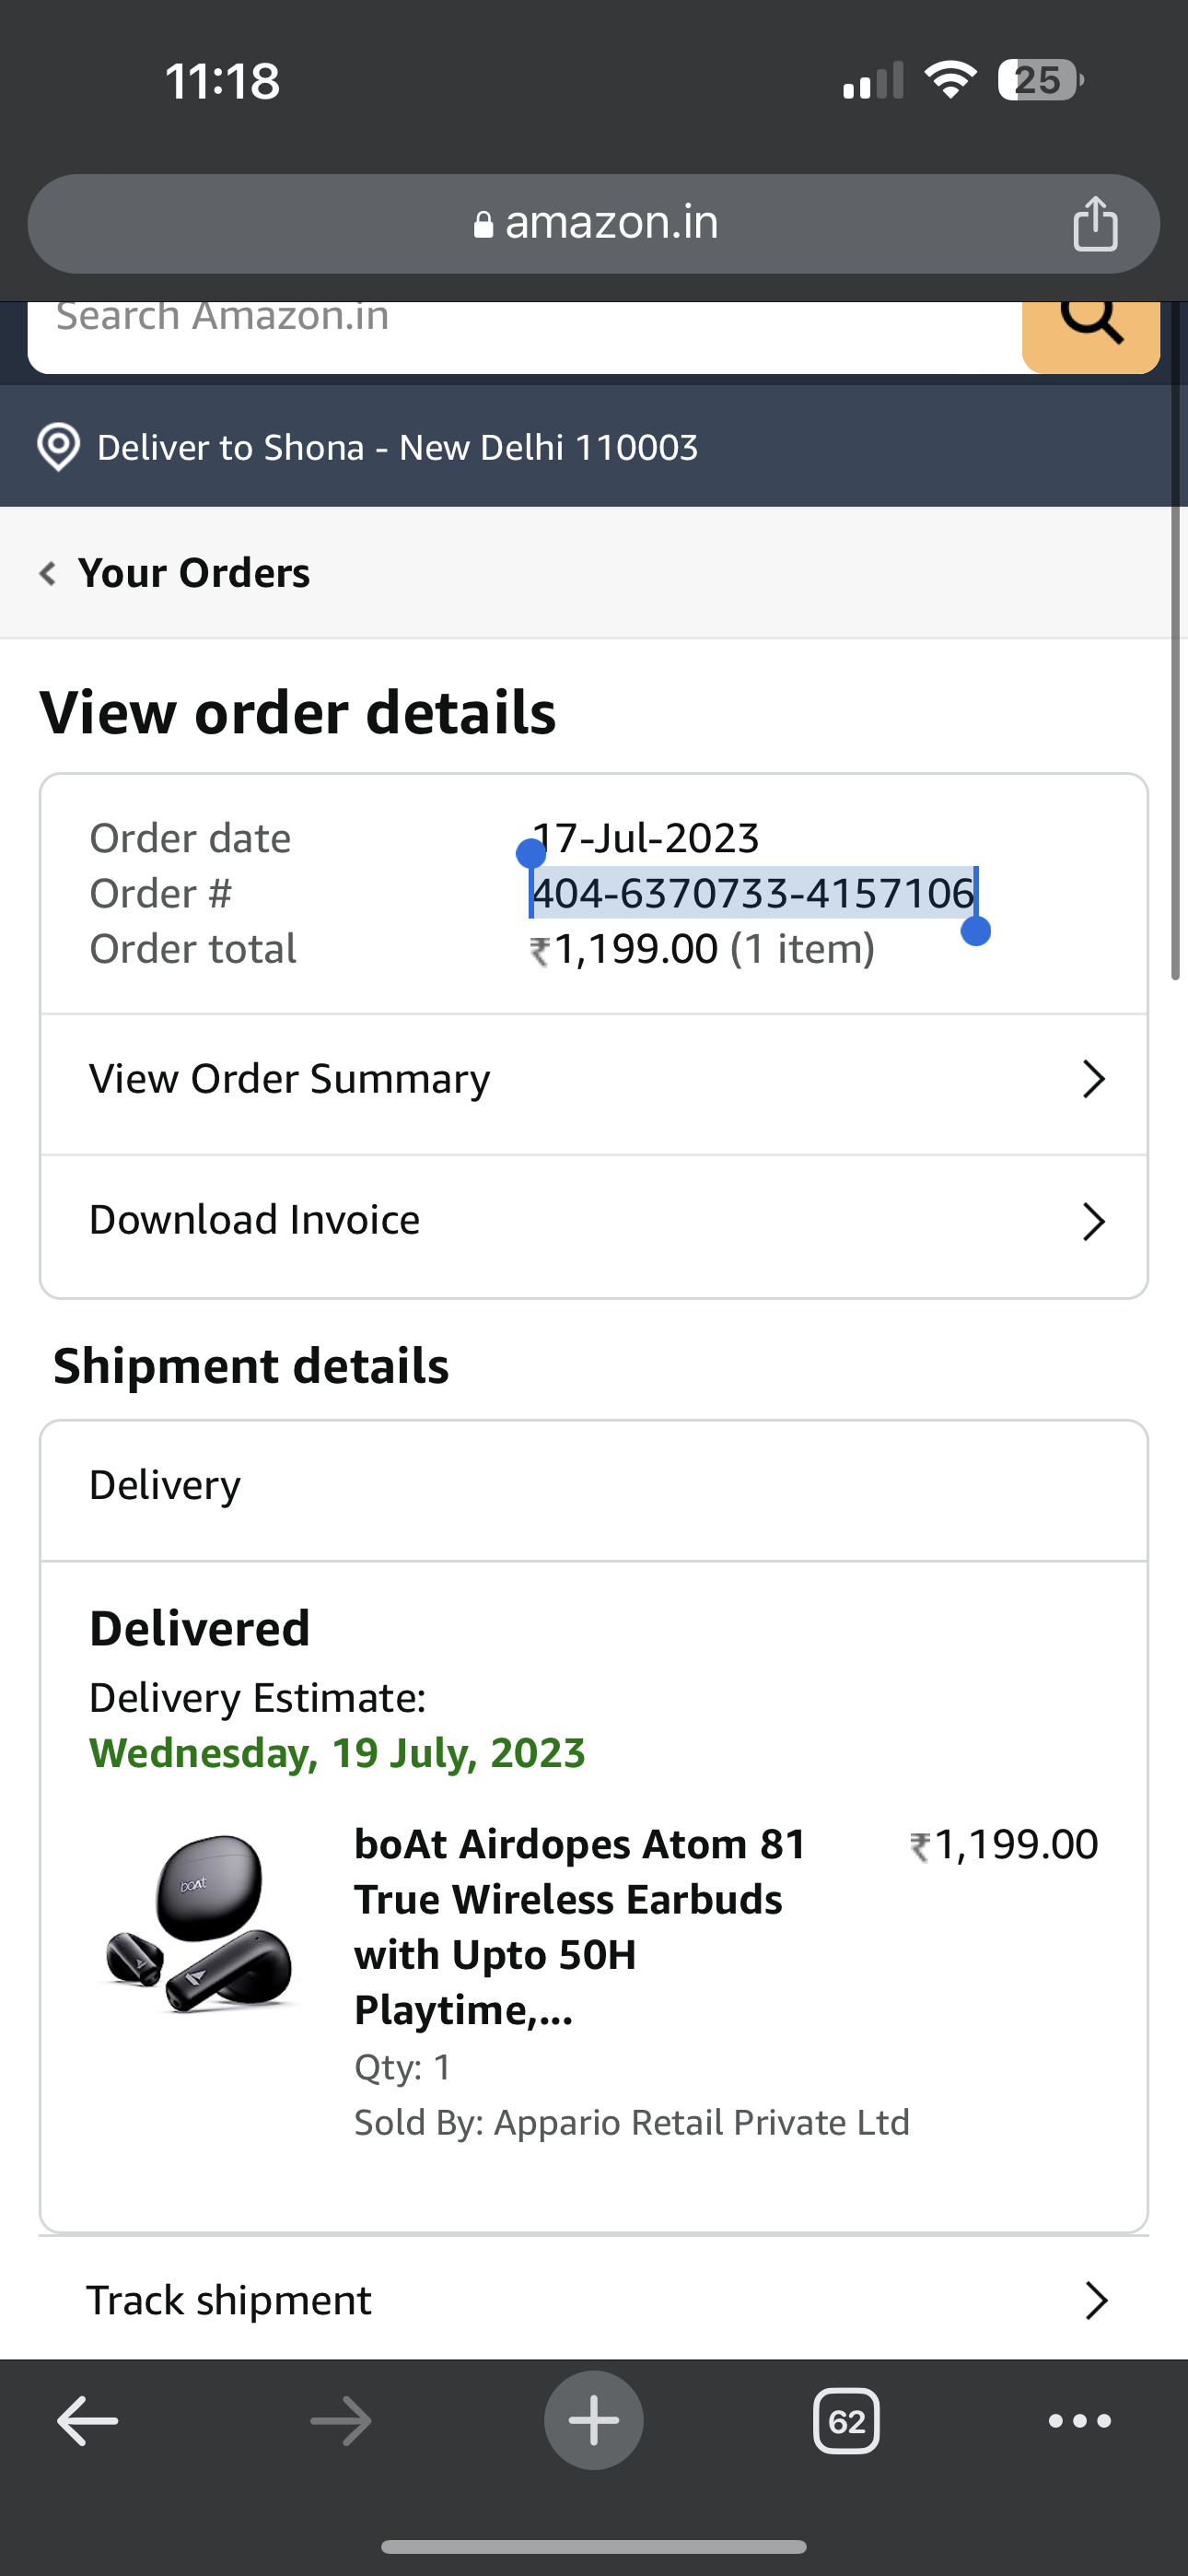 11:18
25
amazon.in
Search Amazon.in
Deliver to Shona - New Delhi 110003
Your Orders
View order details
Order date 17-Jul-2023
Order # 404-6370733-4157106
Order total ₹1,199.00 (1 item)
View Order Summary
Download Invoice
Shipment details
Delivery
Delivered
Delivery Estimate:
Wednesday, 19 July, 2023
boAt
boAt Airdopes Atom 81 ₹1,199.00
True Wireless Earbuds
with Upto 50H
Playtime,...
Qty: 1
Sold By: Appario Retail Private Ltd
Track shipment
62